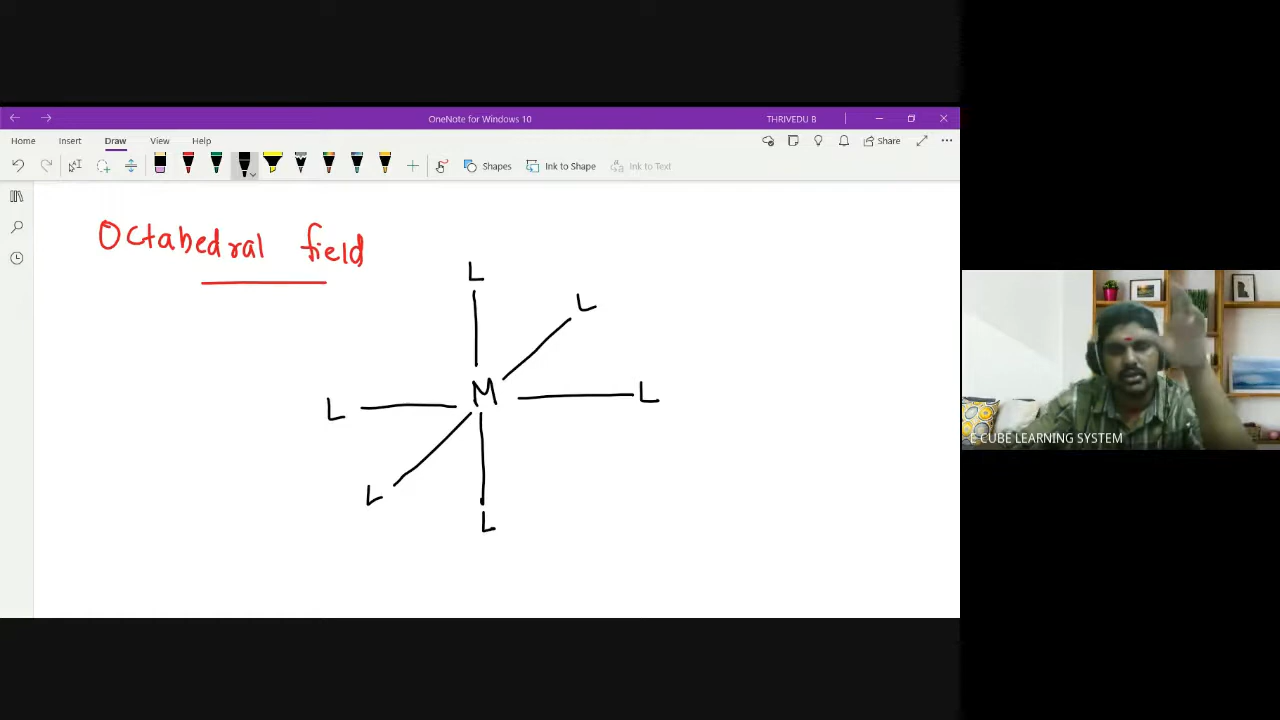 OneNote for Windows 10
THRIVEDU B
Home Insert Draw View Help
Share
Shapes Ink to Shape Ink to Text
Octahedral field
L
L
L M L
L
L
E CUBE LEARNING SYSTEM